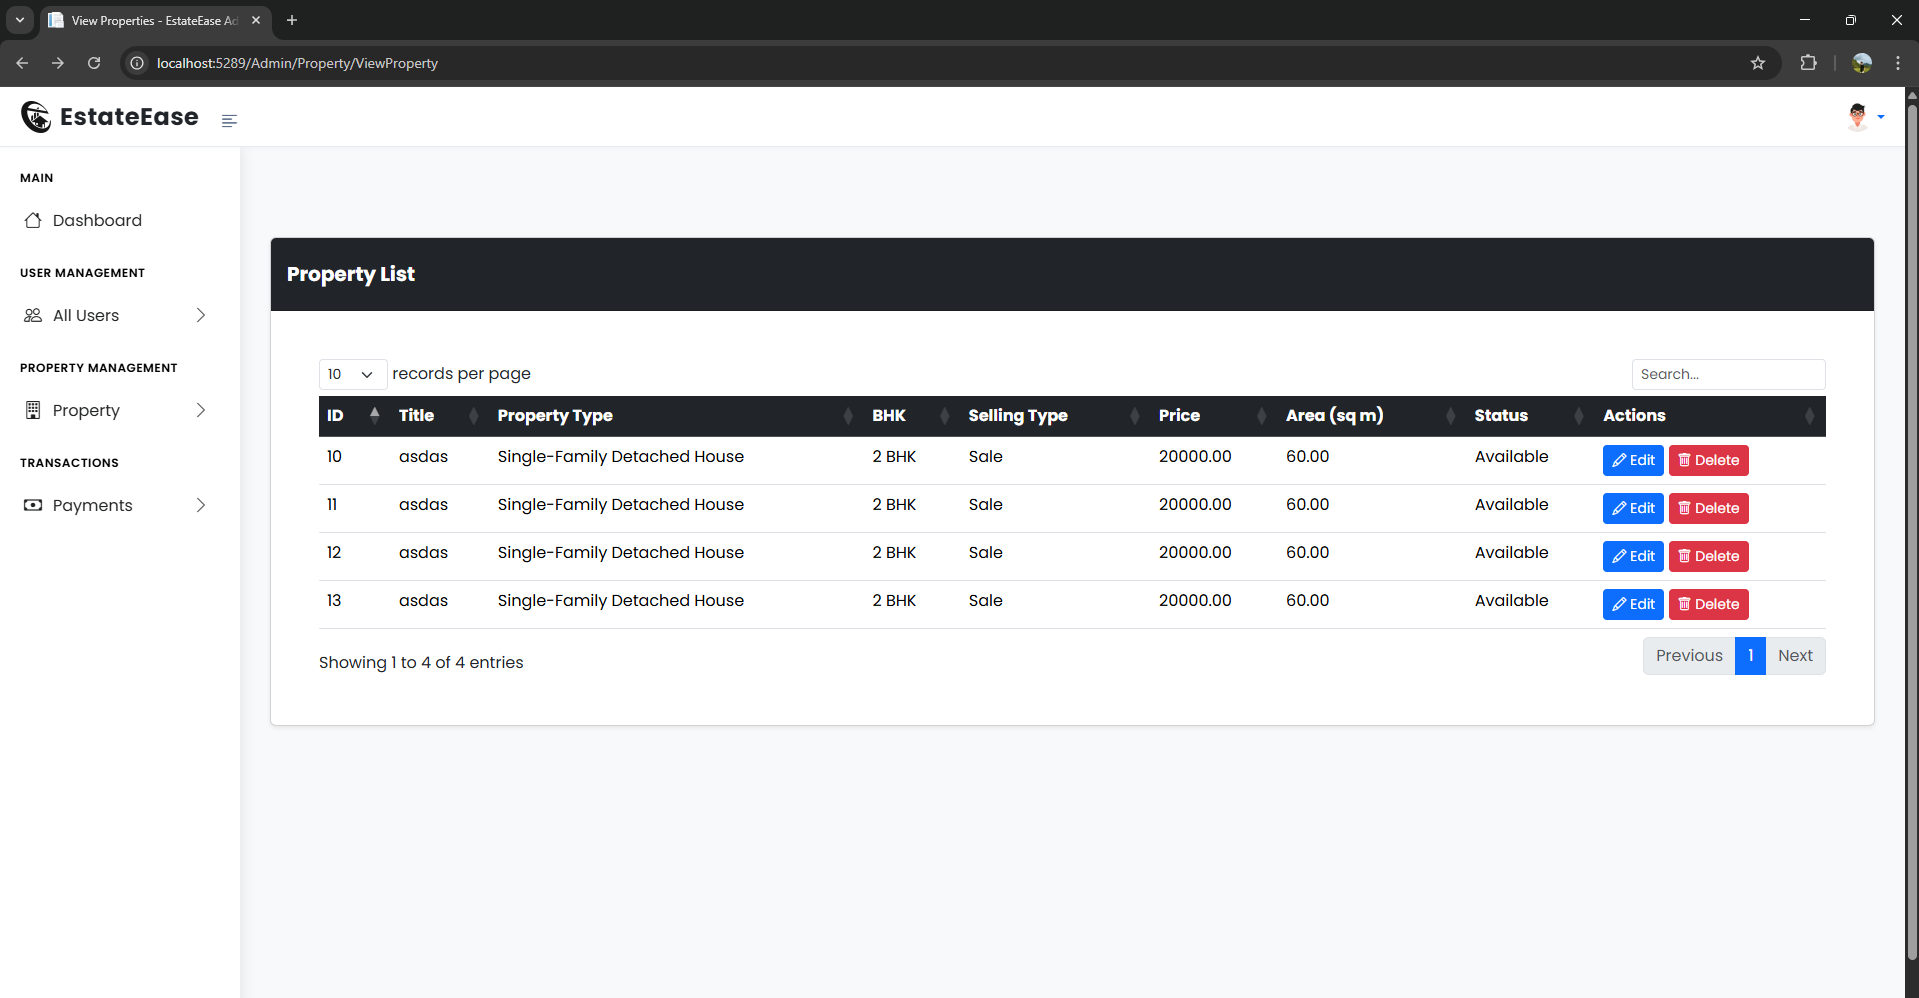 View Properties - EstateEase Ad
localhost:5289/Admin/Property/ViewProperty
EstateEase
MAIN
Dashboard
USER MANAGEMENT
All Users
PROPERTY MANAGEMENT
Property
TRANSACTIONS
Payments
Property List
10 records per page Search...
ID Title Property Type BHK Selling Type Price Area (sq m) Status Actions
10 asdas Single-Family Detached House 2 BHK Sale 20000.00 60.00 Available Edit Delete
11 asdas Single-Family Detached House 2 BHK Sale 20000.00 60.00 Available Edit Delete
12 asdas Single-Family Detached House 2 BHK Sale 20000.00 60.00 Available Edit Delete
13 asdas Single-Family Detached House 2 BHK Sale 20000.00 60.00 Available Edit Delete
Showing 1 to 4 of 4 entries
Previous 1 Next